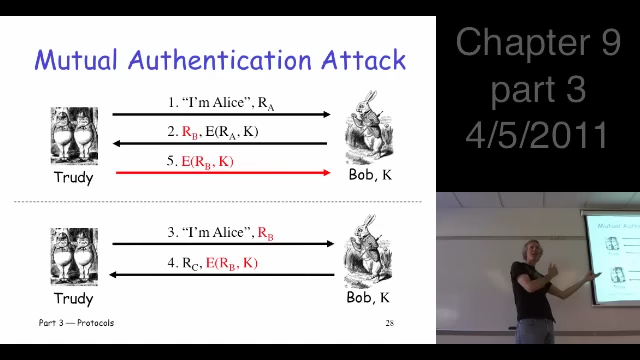 Mutual Authentication Attack
1. “I’m Alice”, RA
2. RB, E(RA, K)
5. E(RB, K)
Trudy
Bob, K
3. “I’m Alice”, RB
4. RC, E(RB, K)
Trudy
Bob, K
Part 3 — Protocols
28
Chapter 9
part 3
4/5/2011